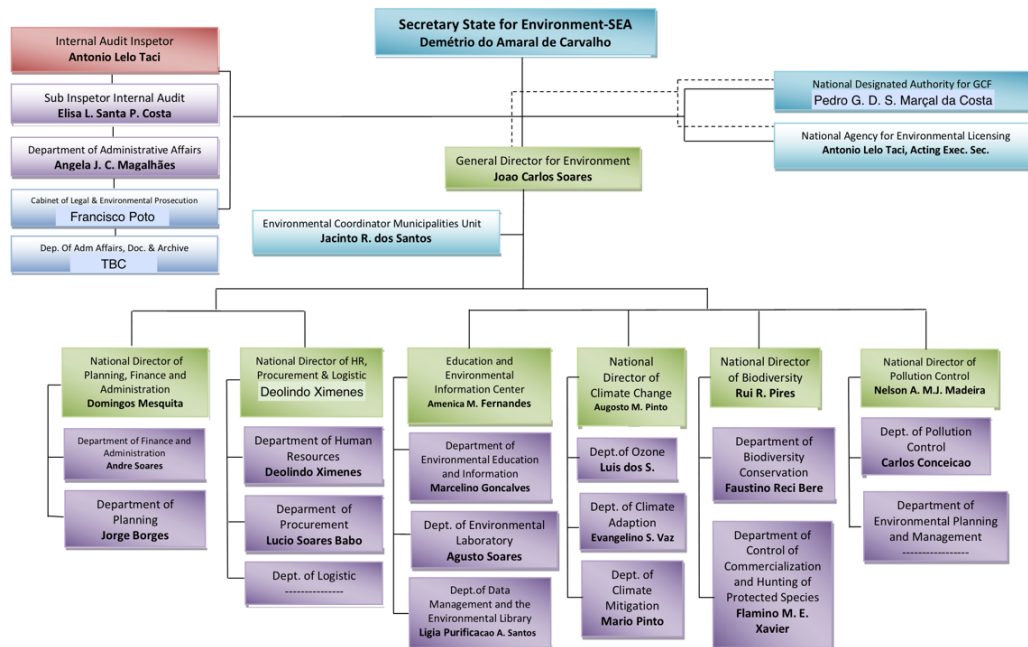 Secretary State for Environment-SEA
Demétrio do Amaral de Carvalho
Internal Audit Inspetor
Antonio Lelo Taci
Sub Inspetor Internal Audit
Elisa L. Santa P. Costa
Department of Administrative Affairs
Angela J. C. Magalhães
Cabinet of Legal & Environmental Prosecution
Francisco Poto
Dep. Of Adm Affairs, Doc. & Archive
TBC
National Designated Authority for GCF
Pedro G. D. S. Marçal da Costa
National Agency for Environmental Licensing
Antonio Lelo Taci, Acting Exec. Sec.
General Director for Environment
Joao Carlos Soares
Environmental Coordinator Municipalities Unit
Jacinto R. dos Santos
National Director of
Planning, Finance and
Administration
Domingos Mesquita
Department of Finance and
Administration
Andre Soares
Department of
Planning
Jorge Borges
National Director of HR,
Procurement & Logistic
Deolindo Ximenes
Department of Human
Resources
Deolindo Ximenes
Deparment of
Procurement
Lucio Soares Babo
Dept. of Logistic
---------------
Education and
Environmental
Information Center
Amenica M. Fernandes
Department of
Environmental Education
and Information
Marcelino Goncalves
Dept. of Environmental
Laboratory
Agusto Soares
Dept.of Data
Management and the
Environmental Library
Ligia Purificacao A. Santos
National
Director of
Climate Change
Augosto M. Pinto
Dept.of Ozone
Luis dos S.
Dept. of Climate
Adaption
Evangelino S. Vaz
Dept. of
Climate
Mitigation
Mario Pinto
National Director
of Biodiversity
Rui R. Pires
Department of
Biodiversity
Conservation
Faustino Reci Bere
Department of
Control of
Commercialization
and Hunting of
Protected Species
Flamino M. E.
Xavier
National Director of
Pollution Control
Nelson A. M.J. Madeira
Dept. of Pollution
Control
Carlos Conceicao
Department of
Environmental Planning
and Management
-----------------